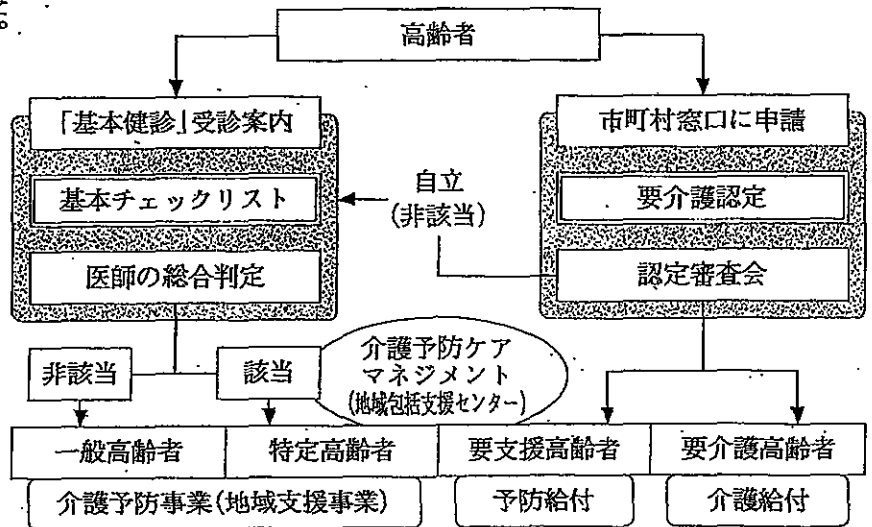 る。
高齢者
「基本健診」受診案内
市町村窓口に申請
基本チェックリスト
自立
(非該当)
要介護認定
医師の総合判定
認定審査会
非該当
該当
介護予防ケア
マネジメント
(地域包括支援センター)
一般高齢者
特定高齢者
要支援高齢者
要介護高齢者
介護予防事業(地域支援事業)
予防給付
介護給付